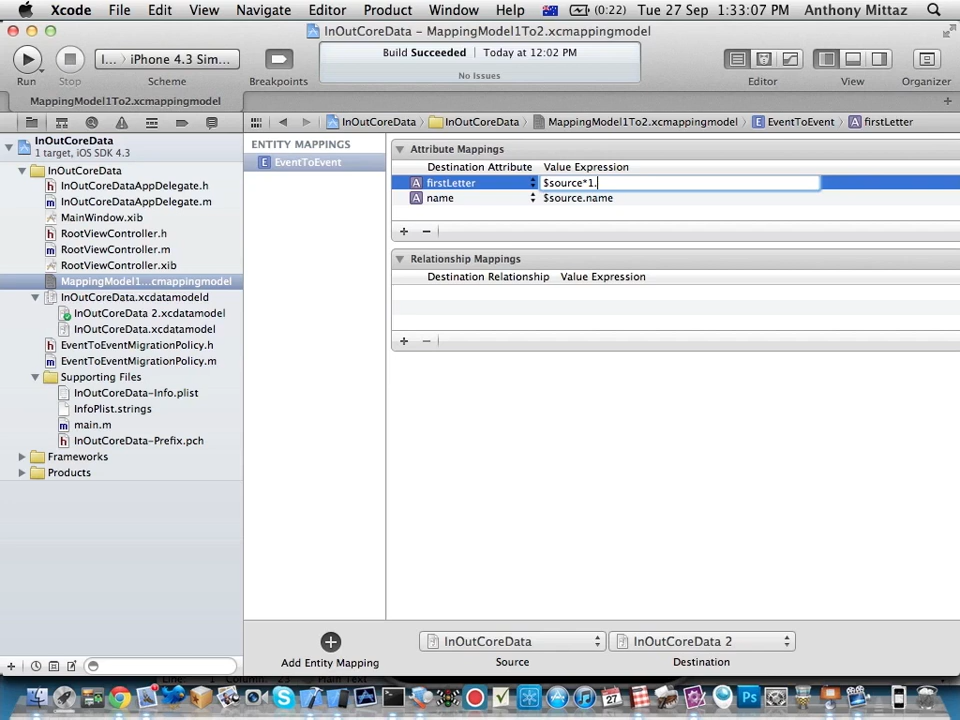 Xcode File Edit View Navigate Editor Product Window Help (0:22) Tue 27 Sep 1:33:07 PM Anthony Mittaz
InOutCoreData – MappingModel1To2.xcmappingmodel
Run Stop I... iPhone 4.3 Sim... Scheme Breakpoints
Build Succeeded Today at 12:02 PM
No Issues
Editor View Organizer
MappingModel1To2.xcmappingmodel
InOutCoreData InOutCoreData MappingModel1To2.xcmappingmodel EventToEvent firstLetter
InOutCoreData
1 target, iOS SDK 4.3
InOutCoreData
InOutCoreDataAppDelegate.h
InOutCoreDataAppDelegate.m
MainWindow.xib
RootViewController.h
RootViewController.m
RootViewController.xib
MappingModel1...cmappingmodel
InOutCoreData.xcdatamodeld
InOutCoreData 2.xcdatamodel
InOutCoreData.xcdatamodel
EventToEventMigrationPolicy.h
EventToEventMigrationPolicy.m
Supporting Files
InOutCoreData-Info.plist
InfoPlist.strings
main.m
InOutCoreData-Prefix.pch
Frameworks
Products
ENTITY MAPPINGS
E EventToEvent
Attribute Mappings
Destination Attribute Value Expression
A firstLetter $source*1.
A name $source.name
Relationship Mappings
Destination Relationship Value Expression
Add Entity Mapping
InOutCoreData
Source
InOutCoreData 2
Destination